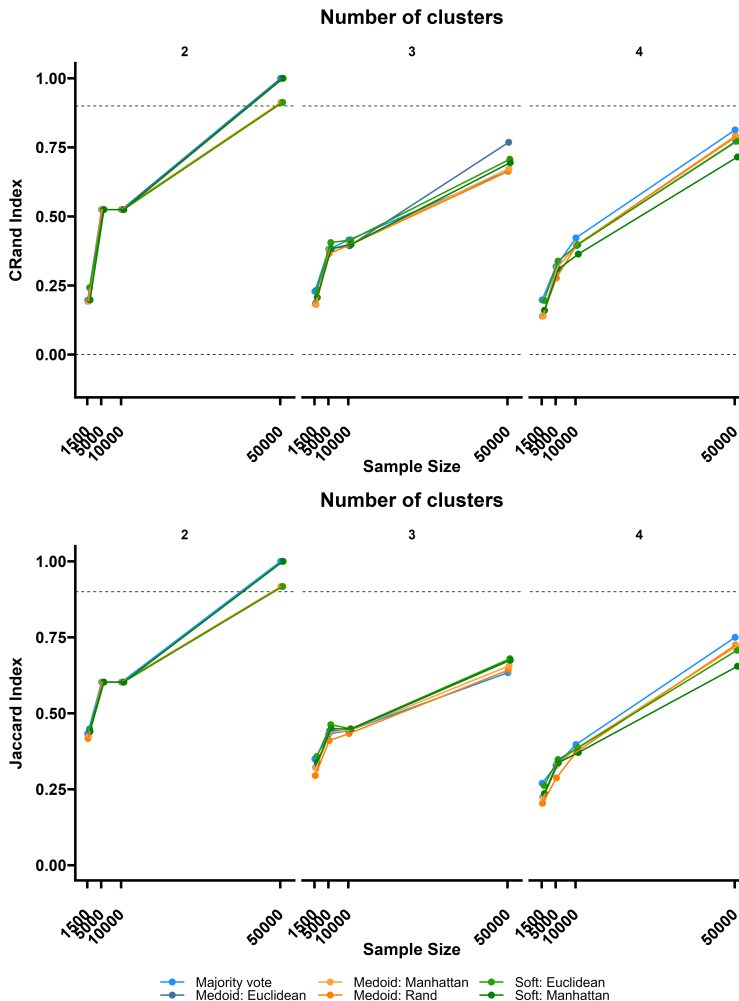 Number of clusters
2 3 4
1.00
0.75
0.50
0.25
0.00
CRand Index
1500 5000 10000 50000 1500 5000 10000 50000 1500 5000 10000 50000
Sample Size
Number of clusters
2 3 4
1.00
0.75
0.50
0.25
0.00
Jaccard Index
1500 5000 10000 50000 1500 5000 10000 50000 1500 5000 10000 50000
Sample Size
Majority vote Medoid: Manhattan Soft: Euclidean
Medoid: Euclidean Medoid: Rand Soft: Manhattan